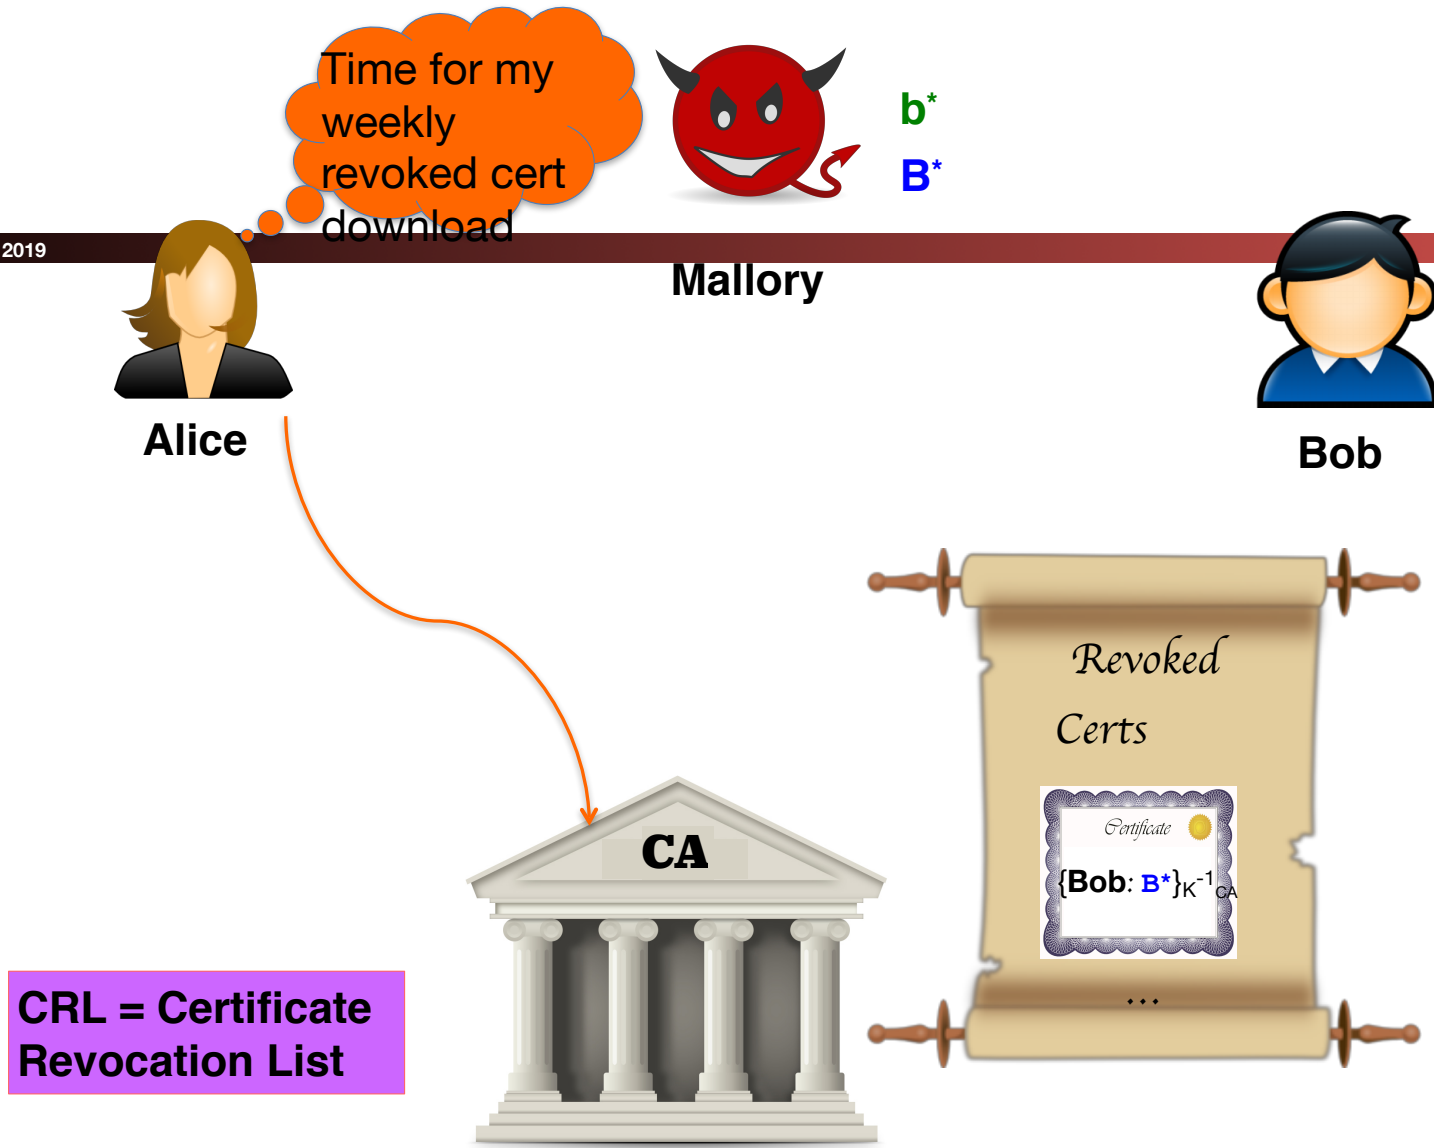 Time for my
weekly
revoked cert
download
b*
B*
2019
Mallory
Alice
Bob
Revoked
Certs
Certificate
{Bob: B*}K-1CA
...
CA
CRL = Certificate
Revocation List